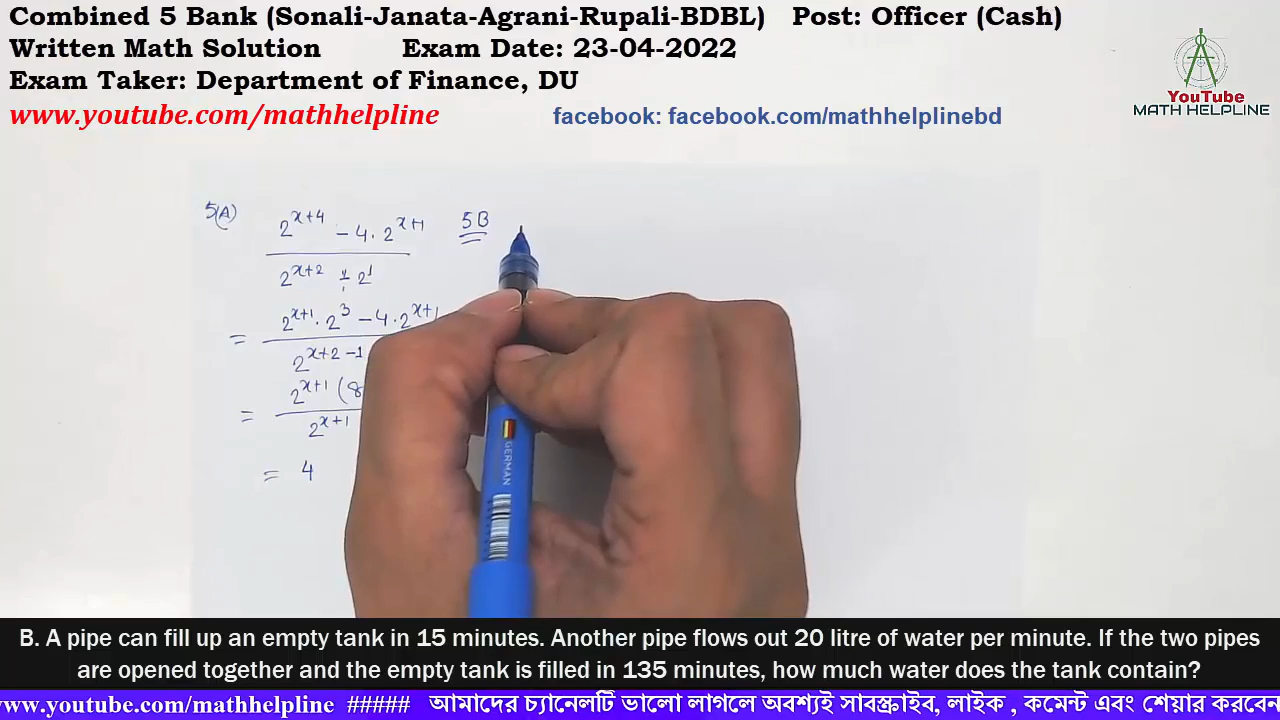 Combined 5 Bank (Sonali-Janata-Agrani-Rupali-BDBL) Post: Officer (Cash)
Written Math Solution Exam Date: 23-04-2022
Exam Taker: Department of Finance, DU
www.youtube.com/mathhelpline facebook: facebook.com/mathhelplinebd
YouTube
MATH HELPLINE
5(A)
2^{x+4} - 4. 2^{x+1}
2^{x+2} ÷ 2^1
= 2^{x+1}. 2^3 - 4. 2^{x+1}
2^{x+2-1}
= 2^{x+1} (8
2^{x+1}
= 4
5B
GERMAN
B. A pipe can fill up an empty tank in 15 minutes. Another pipe flows out 20 litre of water per minute. If the two pipes
are opened together and the empty tank is filled in 135 minutes, how much water does the tank contain?
www.youtube.com/mathhelpline ##### আমাদের চ্যানেলটি ভালো লাগলে অবশ্যই সাবস্ক্রাইব, লাইক , কমেন্ট এবং শেয়ার করবেন